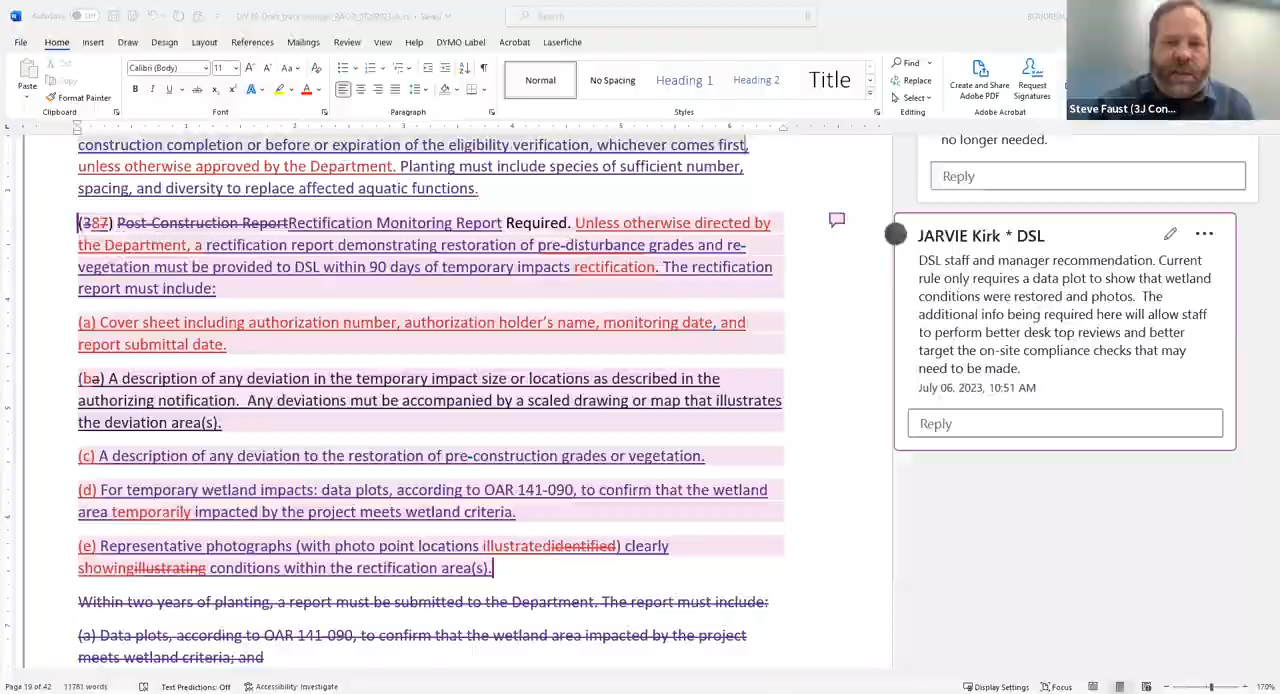 AutoSave Off
Saved
Search
File Home Insert Draw Design Layout References Mailings Review View Help DYMO Label Acrobat Laserfiche
Paste
Cut
Copy
Format Painter
Clipboard
Calibri (Body) 11
Font
Paragraph
Normal
No Spacing
Heading 1
Heading 2
Title
Styles
Find
Replace
Select
Editing
Create and Share
Adobe PDF
Request
Signatures
Adobe Acrobat
Steve Faust (3J Con...
construction completion or before or expiration of the eligibility verification, whichever comes first,
unless otherwise approved by the Department. Planting must include species of sufficient number,
spacing, and diversity to replace affected aquatic functions.
(387) Post-Construction ReportRectification Monitoring Report Required. Unless otherwise directed by
the Department, a rectification report demonstrating restoration of pre-disturbance grades and re-
vegetation must be provided to DSL within 90 days of temporary impacts rectification. The rectification
report must include:
(a) Cover sheet including authorization number, authorization holder's name, monitoring date, and
report submittal date.
(ba) A description of any deviation in the temporary impact size or locations as described in the
authorizing notification. Any deviations mut be accompanied by a scaled drawing or map that illustrates
the deviation area(s).
(c) A description of any deviation to the restoration of pre-construction grades or vegetation.
(d) For temporary wetland impacts: data plots, according to OAR 141-090, to confirm that the wetland
area temporarily impacted by the project meets wetland criteria.
(e) Representative photographs (with photo point locations illustratedidentified) clearly
showingillustrating conditions within the rectification area(s).
Within two years of planting, a report must be submitted to the Department. The report must include:
(a) Data plots, according to OAR 141-090, to confirm that the wetland area impacted by the project
meets wetland criteria; and
no longer needed.
Reply
JARVIE Kirk * DSL
DSL staff and manager recommendation. Current
rule only requires a data plot to show that wetland
conditions were restored and photos. The
additional info being required here will allow staff
to perform better desk top reviews and better
target the on-site compliance checks that may
need to be made.
July 06, 2023, 10:51 AM
Reply
Page 19 of 42 11781 words Text Predictions: Off Accessibility: Investigate Display Settings Focus 170%